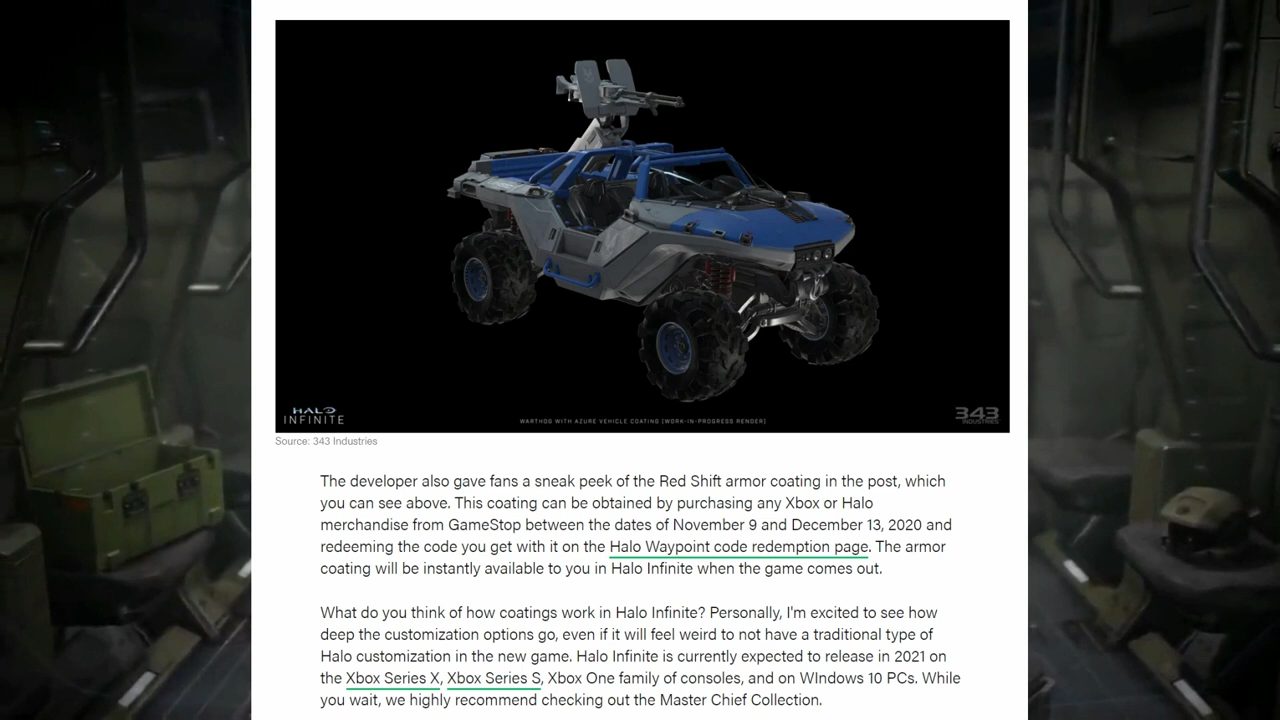 HALO
INFINITE
WARTHOG WITH AZURE VEHICLE COATING (WORK-IN-PROGRESS RENDER)
343
INDUSTRIES
Source: 343 Industries
The developer also gave fans a sneak peek of the Red Shift armor coating in the post, which
you can see above. This coating can be obtained by purchasing any Xbox or Halo
merchandise from GameStop between the dates of November 9 and December 13, 2020 and
redeeming the code you get with it on the Halo Waypoint code redemption page. The armor
coating will be instantly available to you in Halo Infinite when the game comes out.
What do you think of how coatings work in Halo Infinite? Personally, I'm excited to see how
deep the customization options go, even if it will feel weird to not have a traditional type of
Halo customization in the new game. Halo Infinite is currently expected to release in 2021 on
the Xbox Series X, Xbox Series S, Xbox One family of consoles, and on WIndows 10 PCs. While
you wait, we highly recommend checking out the Master Chief Collection.